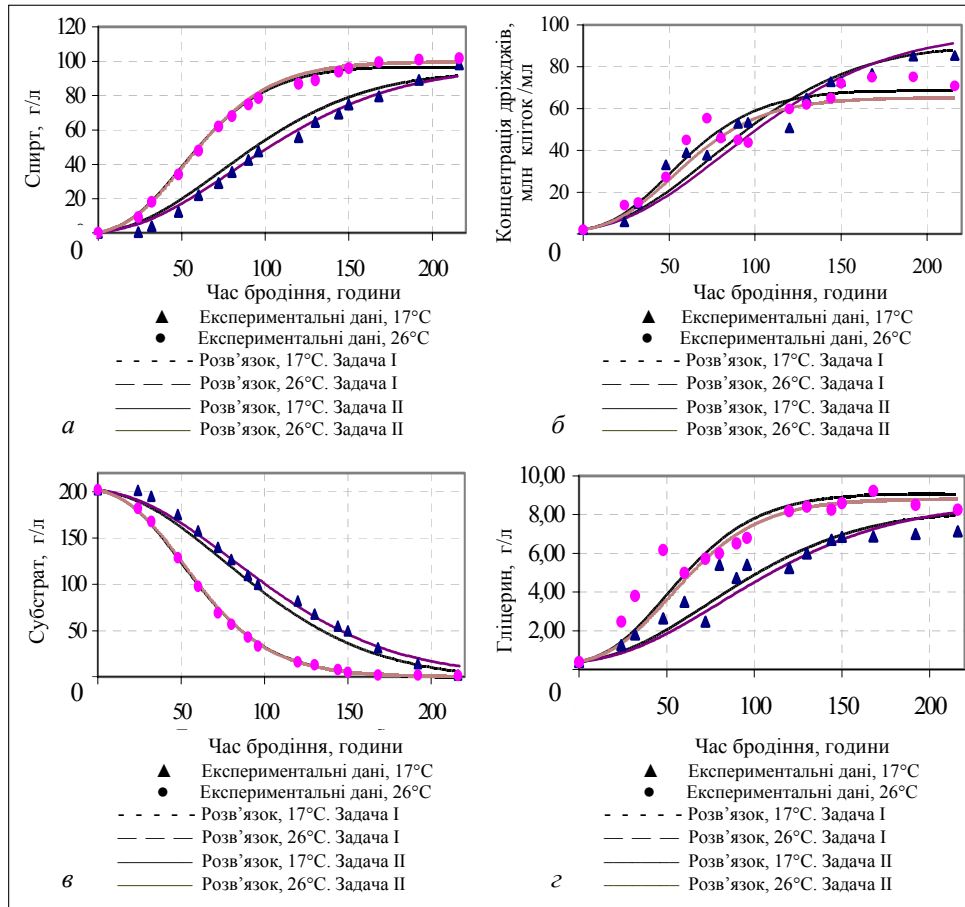 120
100
80
60
40
20
0
50 100 150 200
Спирт, г/л
Час бродіння, години
Експериментальні дані, 17°С
Експериментальні дані, 26°С
Розв’язок, 17°С. Задача І
Розв’язок, 26°С. Задача І
Розв’язок, 17°С. Задача ІІ
Розв’язок, 26°С. Задача ІІ
а
100
80
60
40
20
0
50 100 150 200
Концентрація дріжджів,
млн кліток /мл
Час бродіння, години
Експериментальні дані, 17°С
Експериментальні дані, 26°С
Розв’язок, 17°С. Задача І
Розв’язок, 26°С. Задача І
Розв’язок, 17°С. Задача ІІ
Розв’язок, 26°С. Задача ІІ
б
200
150
100
50
0
50 100 150 200
Субстрат, г/л
Час бродіння, години
Експериментальні дані, 17°С
Експериментальні дані, 26°С
Розв’язок, 17°С. Задача І
Розв’язок, 26°С. Задача І
Розв’язок, 17°С. Задача ІІ
Розв’язок, 26°С. Задача ІІ
в
10,00
8,00
6,00
4,00
2,00
0
50 100 150 200
Гліцерин, г/л
Час бродіння, години
Експериментальні дані, 17°С
Експериментальні дані, 26°С
Розв’язок, 17°С. Задача І
Розв’язок, 26°С. Задача І
Розв’язок, 17°С. Задача ІІ
Розв’язок, 26°С. Задача ІІ
г